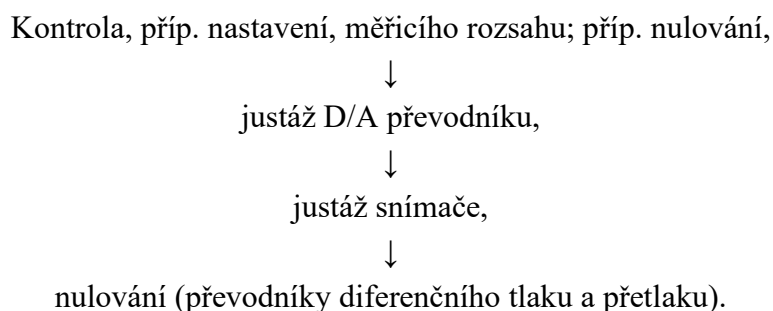 Kontrola, příp. nastavení, měřicího rozsahu; příp. nulování,
↓
justáž D/A převodníku,
↓
justáž snímače,
↓
nulování (převodníky diferenčního tlaku a přetlaku).